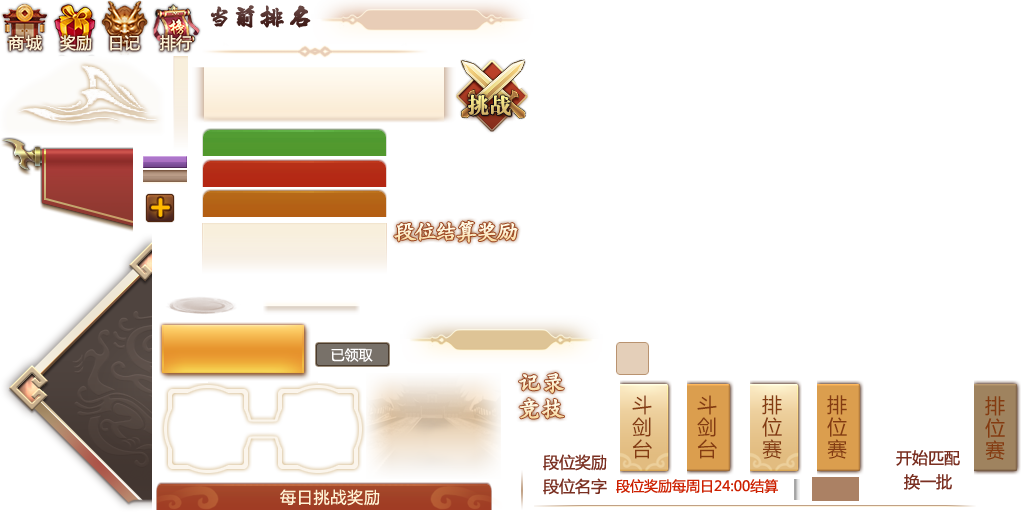 商城
奖励
日记
榜
排行
当前排名
挑战
段位结算奖励
已领取
记录
竞技
斗剑台
斗剑台
排位赛
排位赛
排位赛
段位奖励
段位名字
段位奖励每周日24:00结算
开始匹配
换一批
每日挑战奖励